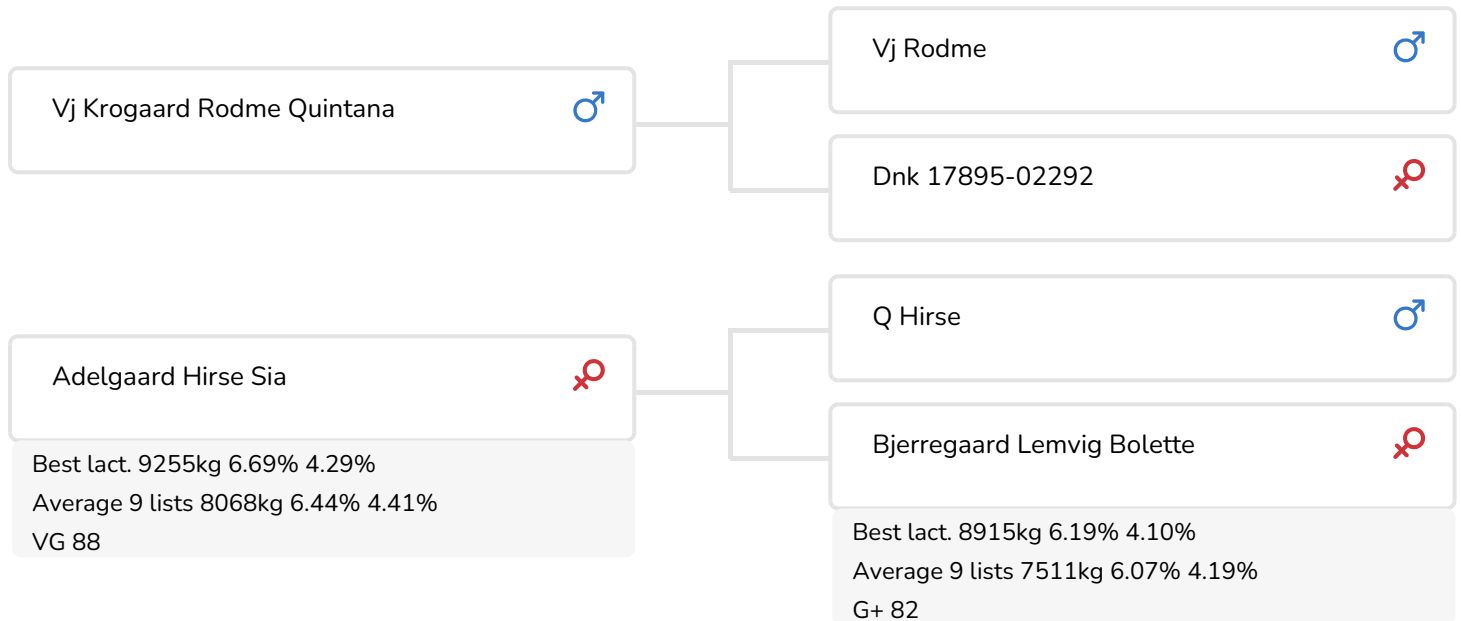 Vj Krogaard Rodme Quintana
Vj Rodme
Dnk 17895-02292
Adelgaard Hirse Sia
Best lact. 9255kg 6.69% 4.29%
Average 9 lists 8068kg 6.44% 4.41%
VG 88
Q Hirse
Bjerregaard Lemvig Bolette
Best lact. 8915kg 6.19% 4.10%
Average 9 lists 7511kg 6.07% 4.19%
G+ 82